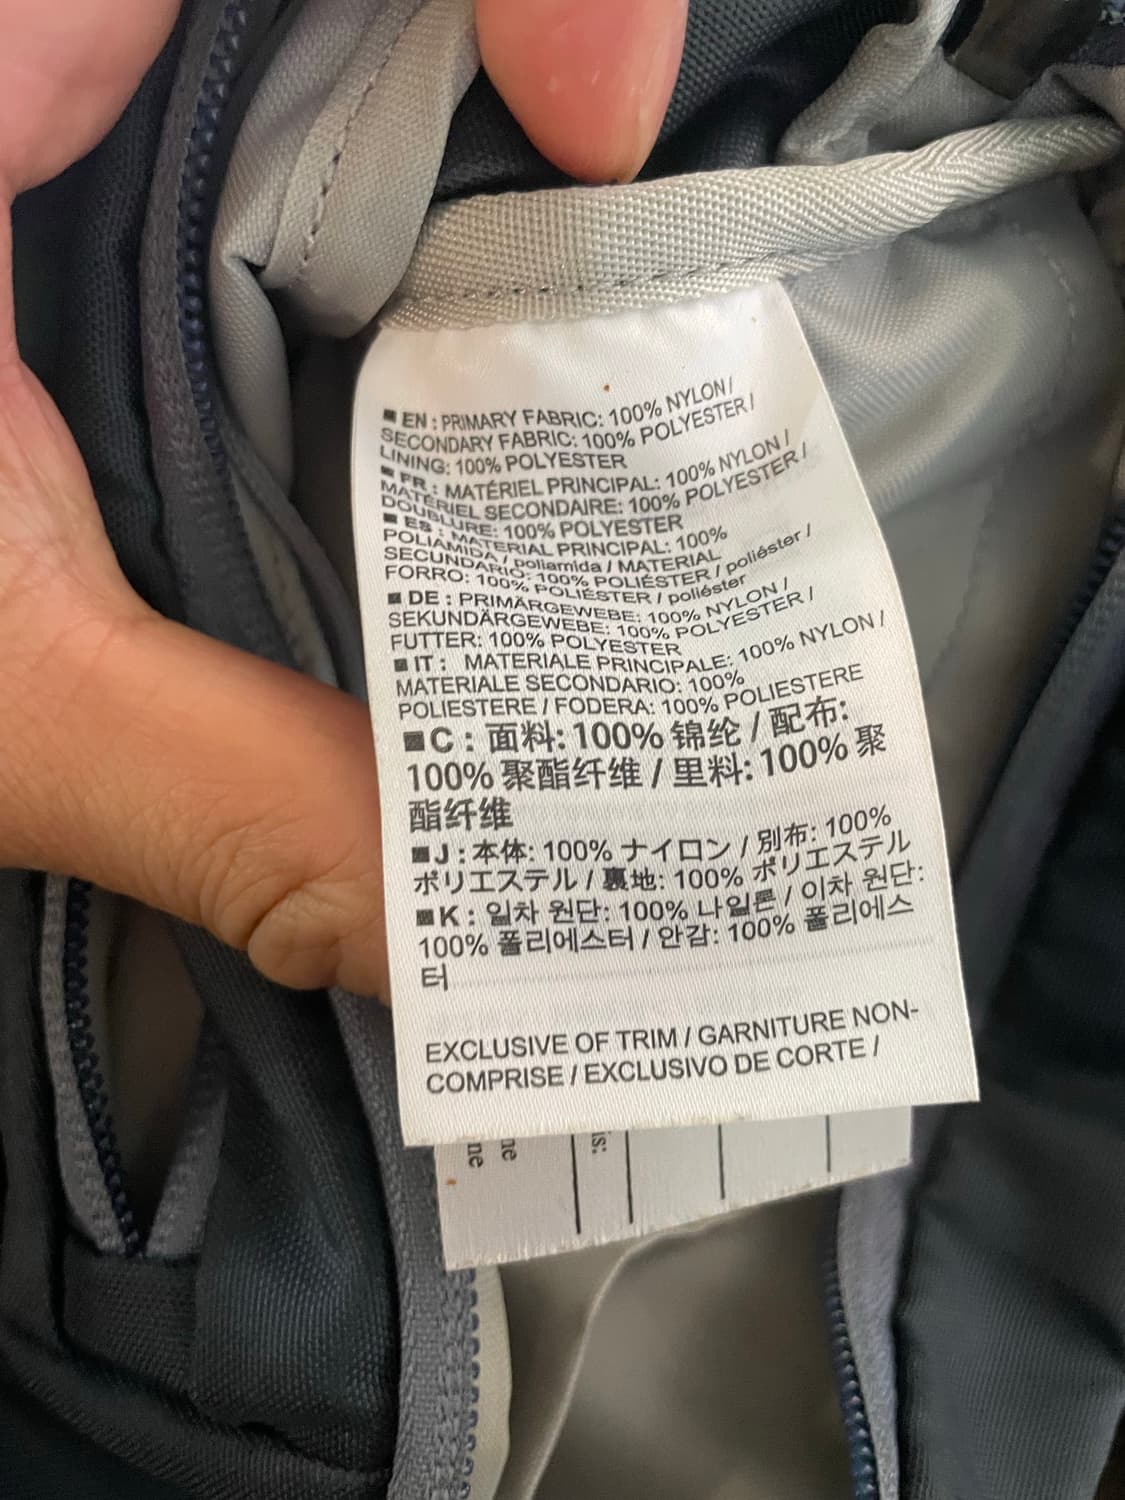 ■ EN : PRIMARY FABRIC: 100% NYLON /
SECONDARY FABRIC: 100% POLYESTER /
LINING: 100% POLYESTER
■ FR : MATÉRIEL PRINCIPAL: 100% NYLON /
MATÉRIEL SECONDAIRE: 100% POLYESTER /
DOUBLURE: 100% POLYESTER
■ ES : MATERIAL PRINCIPAL: 100%
POLIAMIDA / poliamida / MATERIAL
SECUNDARIO: 100% POLIÉSTER / poliéster /
FORRO: 100% POLIÉSTER / poliéster
■ DE : PRIMÄRGEWEBE: 100% NYLON /
SEKUNDÄRGEWEBE: 100% POLYESTER /
FUTTER: 100% POLYESTER
■ IT : MATERIALE PRINCIPALE: 100% NYLON /
MATERIALE SECONDARIO: 100%
POLIESTERE / FODERA: 100% POLIESTERE
■ C : 面料: 100% 锦纶 / 配布:
100% 聚酯纤维 / 里料: 100% 聚
酯纤维
■ J : 本体: 100% ナイロン / 別布: 100%
ポリエステル / 裏地: 100% ポリエステル
■ K : 일차 원단: 100% 나일론 / 이차 원단:
100% 폴리에스터 / 안감: 100% 폴리에스
터
EXCLUSIVE OF TRIM / GARNITURE NON-
COMPRISE / EXCLUSIVO DE CORTE /